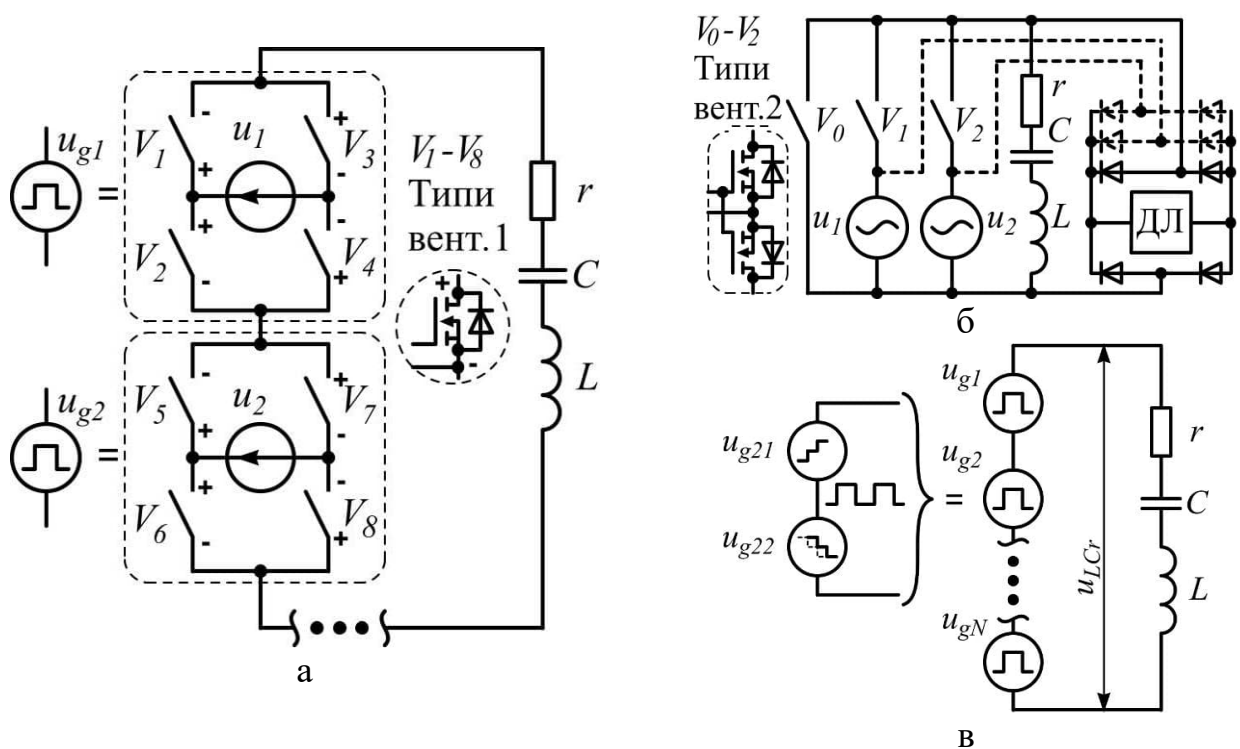 u_g1
=
V_1
-
+
u_1
+
-
V_3
V_2
+
-
-
+
V_4
V_1-V_8
Типи
вент.1
+
-
r
C
L
u_g2
=
V_5
-
+
u_2
+
-
V_7
V_6
+
-
-
+
V_8
а
V_0-V_2
Типи
вент.2
V_0
V_1
V_2
r
C
u_1
u_2
L
ДЛ
б
u_g21
u_g22
=
u_g1
u_g2
u_gN
u_LCr
r
C
L
в